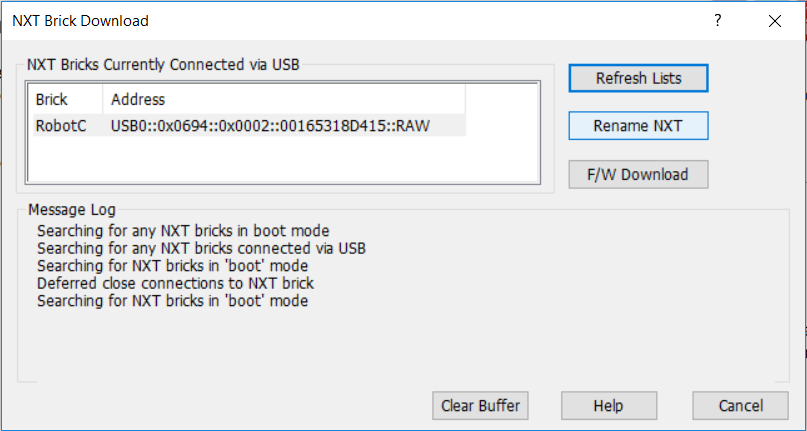 NXT Brick Download
?
NXT Bricks Currently Connected via USB
Brick Address
RobotC USB0::0x0694::0x0002::00165318D415::RAW
Refresh Lists
Rename NXT
F/W Download
Message Log
Searching for any NXT bricks in boot mode
Searching for any NXT bricks connected via USB
Searching for NXT bricks in 'boot' mode
Deferred close connections to NXT brick
Searching for NXT bricks in 'boot' mode
Clear Buffer Help Cancel